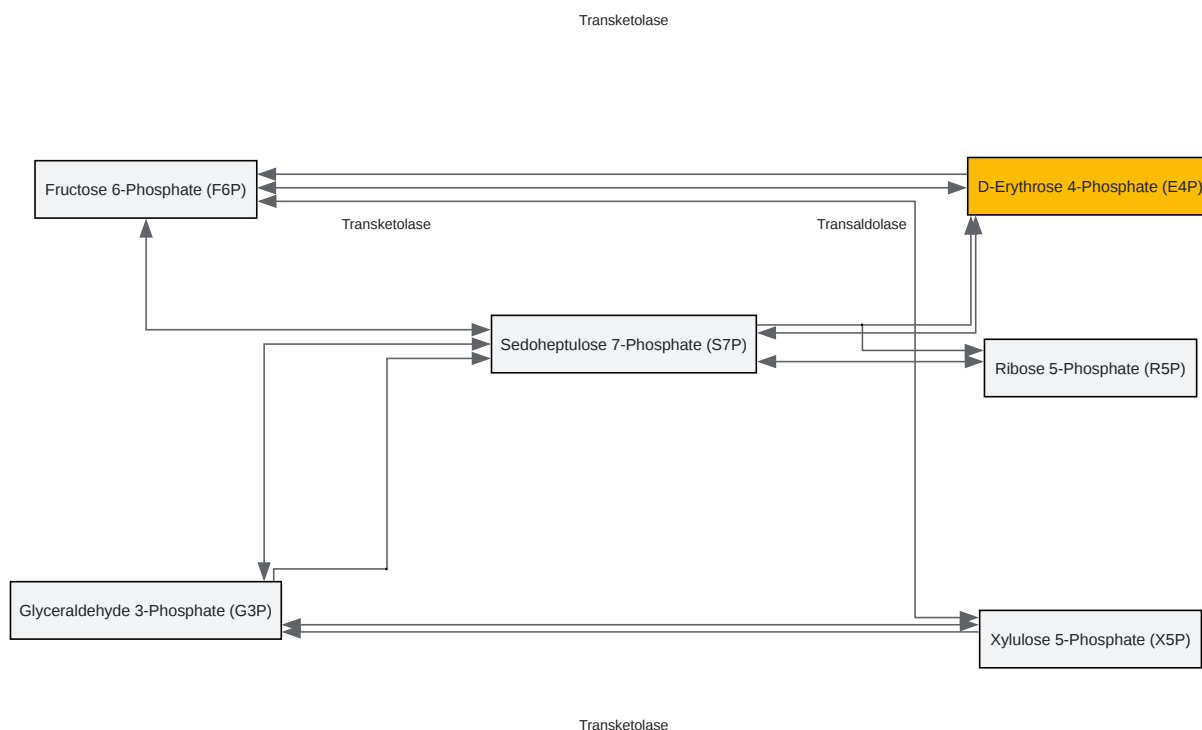 Transketolase
Fructose 6-Phosphate (F6P)
D-Erythrose 4-Phosphate (E4P)
Transketolase
Transaldolase
Sedoheptulose 7-Phosphate (S7P)
Ribose 5-Phosphate (R5P)
Glyceraldehyde 3-Phosphate (G3P)
Xylulose 5-Phosphate (X5P)
Transketolase